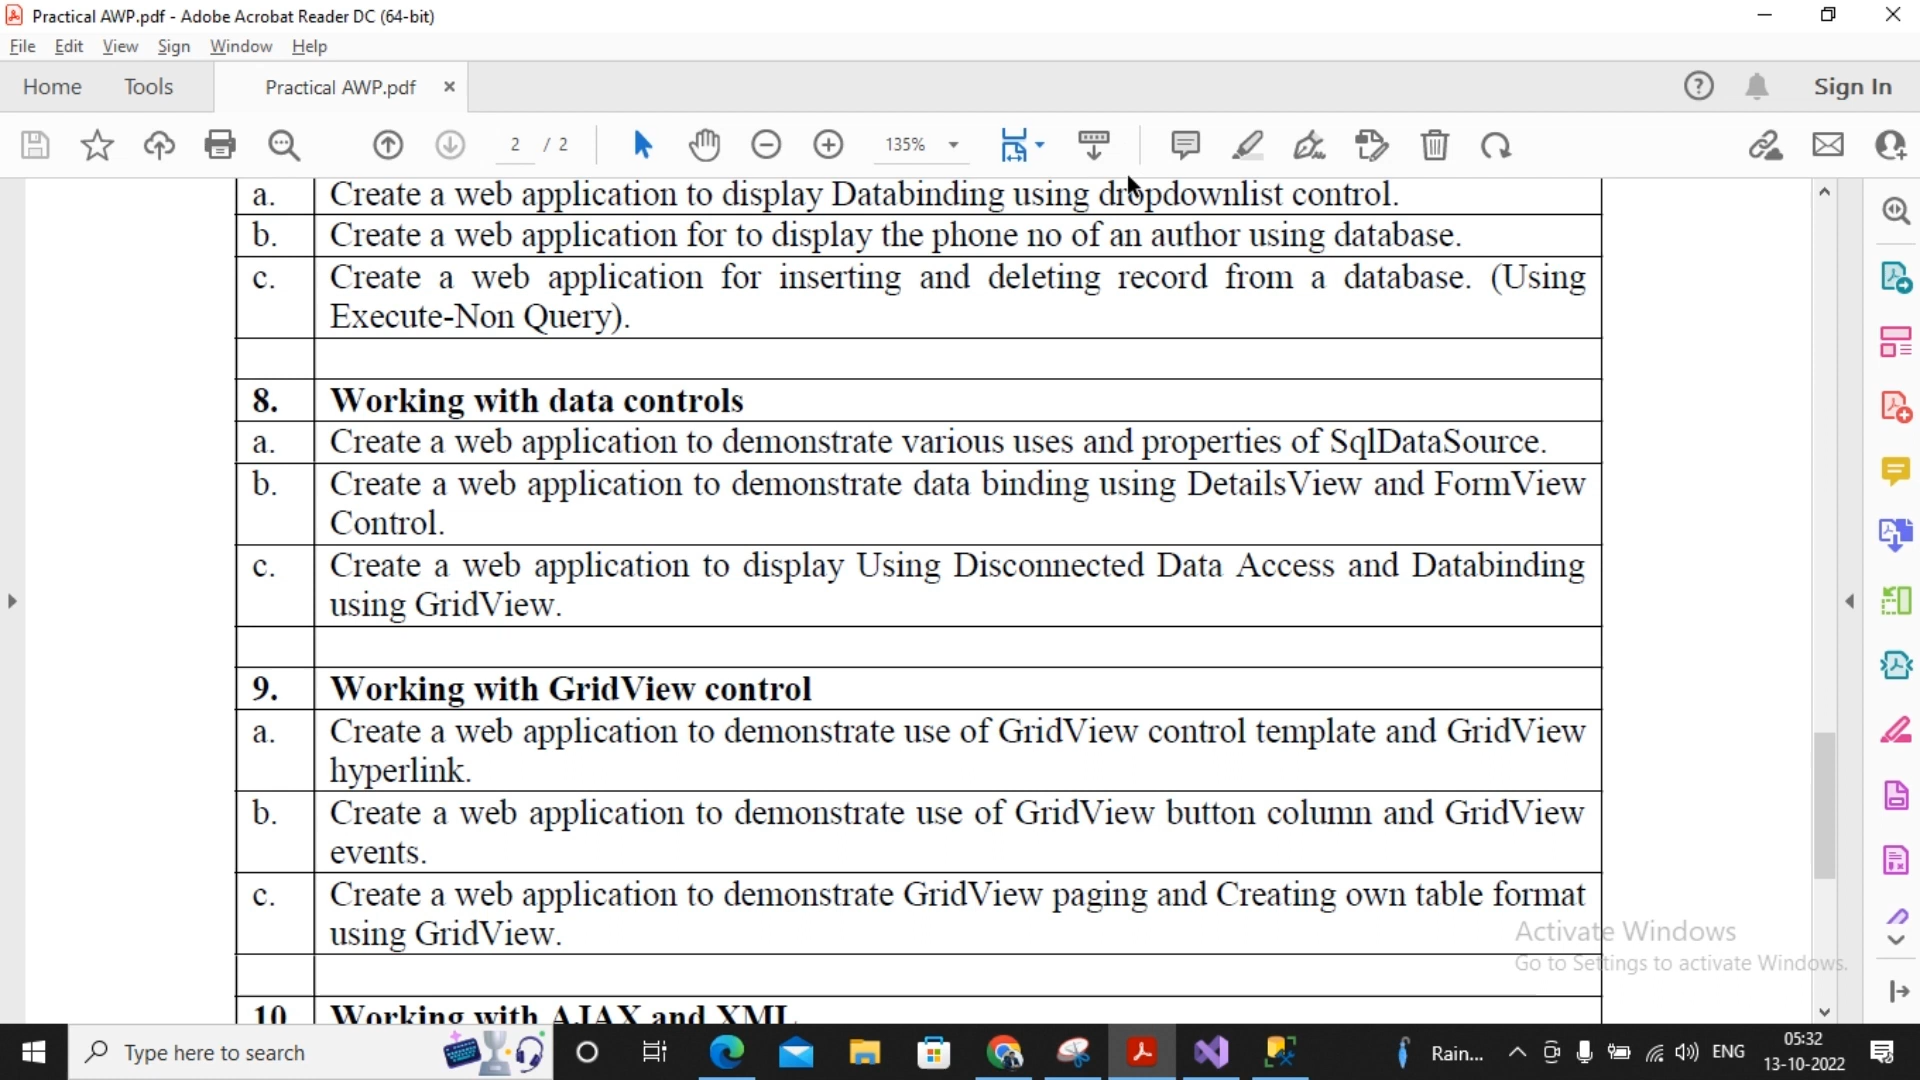 Practical AWP.pdf - Adobe Acrobat Reader DC (64-bit)
File Edit View Sign Window Help
Home Tools Practical AWP.pdf × Sign In
2 / 2 135%
a. Create a web application to display Databinding using dropdownlist control.
b. Create a web application for to display the phone no of an author using database.
c. Create a web application for inserting and deleting record from a database. (Using
Execute-Non Query).
8. Working with data controls
a. Create a web application to demonstrate various uses and properties of SqlDataSource.
b. Create a web application to demonstrate data binding using DetailsView and FormView
Control.
c. Create a web application to display Using Disconnected Data Access and Databinding
using GridView.
9. Working with GridView control
a. Create a web application to demonstrate use of GridView control template and GridView
hyperlink.
b. Create a web application to demonstrate use of GridView button column and GridView
events.
c. Create a web application to demonstrate GridView paging and Creating own table format
using GridView.
Activate Windows
Go to Settings to activate Windows.
10. Working with AJAX and XML
Type here to search Rain... ENG 05:32
13-10-2022